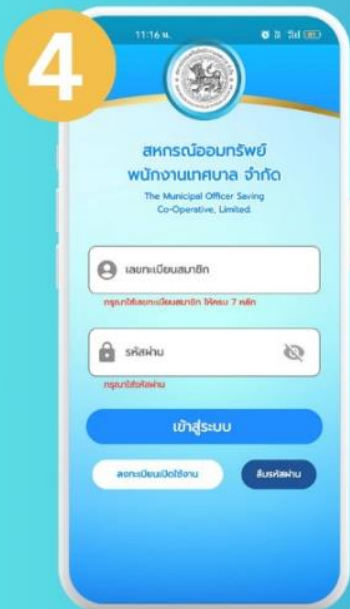 4
11:16 น.
สหกรณ์ออมทรัพย์
พนักงานเทศบาล จำกัด
The Municipal Officer Saving
Co-Operative, Limited.
เลขทะเบียนสมาชิก
กรุณาใส่เลขทะเบียนสมาชิก ให้ครบ 7 หลัก
รหัสผ่าน
กรุณาใส่รหัสผ่าน
เข้าสู่ระบบ
ลงทะเบียนเปิดใช้งาน
ลืมรหัสผ่าน